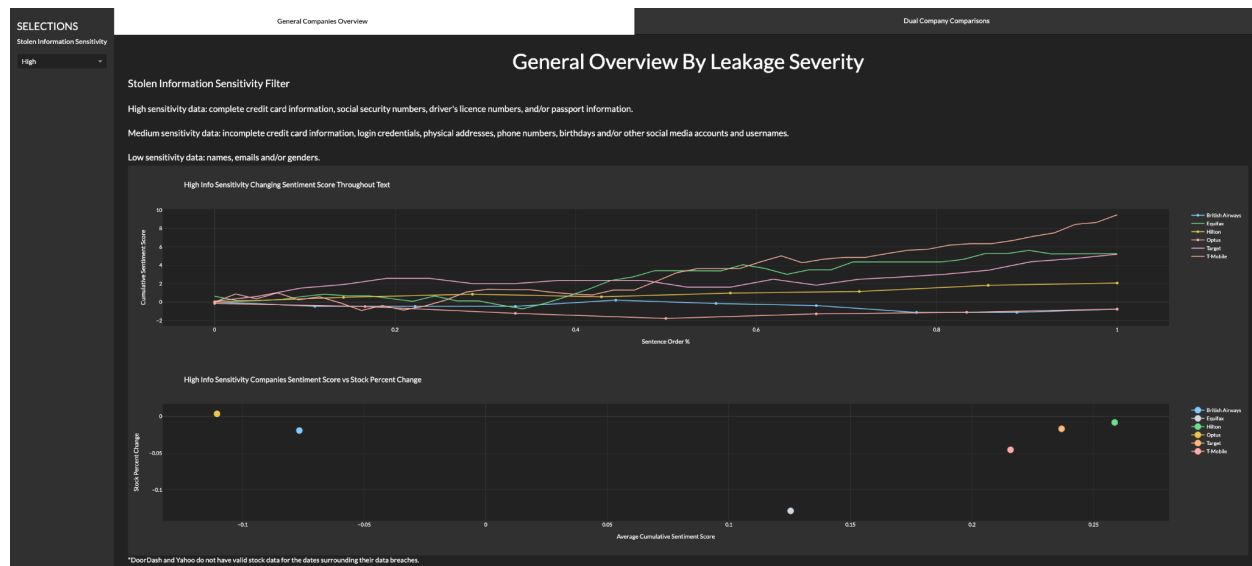 SELECTIONS
Stolen Information Sensitivity
High
General Companies Overview
Dual Company Comparisons
General Overview By Leakage Severity
Stolen Information Sensitivity Filter
High sensitivity data: complete credit card information, social security numbers, driver's licence numbers, and/or passport information.
Medium sensitivity data: incomplete credit card information, login credentials, physical addresses, phone numbers, birthdays and/or other social media accounts and usernames.
Low sensitivity data: names, emails and/or genders.
High Info Sensitivity Changing Sentiment Score Throughout Text
Cumulative Sentiment Score
10
8
6
4
2
0
−2
0
0.2
0.4
0.6
0.8
1
Sentence Order %
British Airways
Equifax
Hilton
Optus
Target
T-Mobile
High Info Sensitivity Companies Sentiment Score vs Stock Percent Change
Stock Percent Change
0
−0.05
−0.1
−0.1
−0.05
0
0.05
0.1
0.15
0.2
0.25
Average Cumulative Sentiment Score
British Airways
Equifax
Hilton
Optus
Target
T-Mobile
*DoorDash and Yahoo do not have valid stock data for the dates surrounding their data breaches.